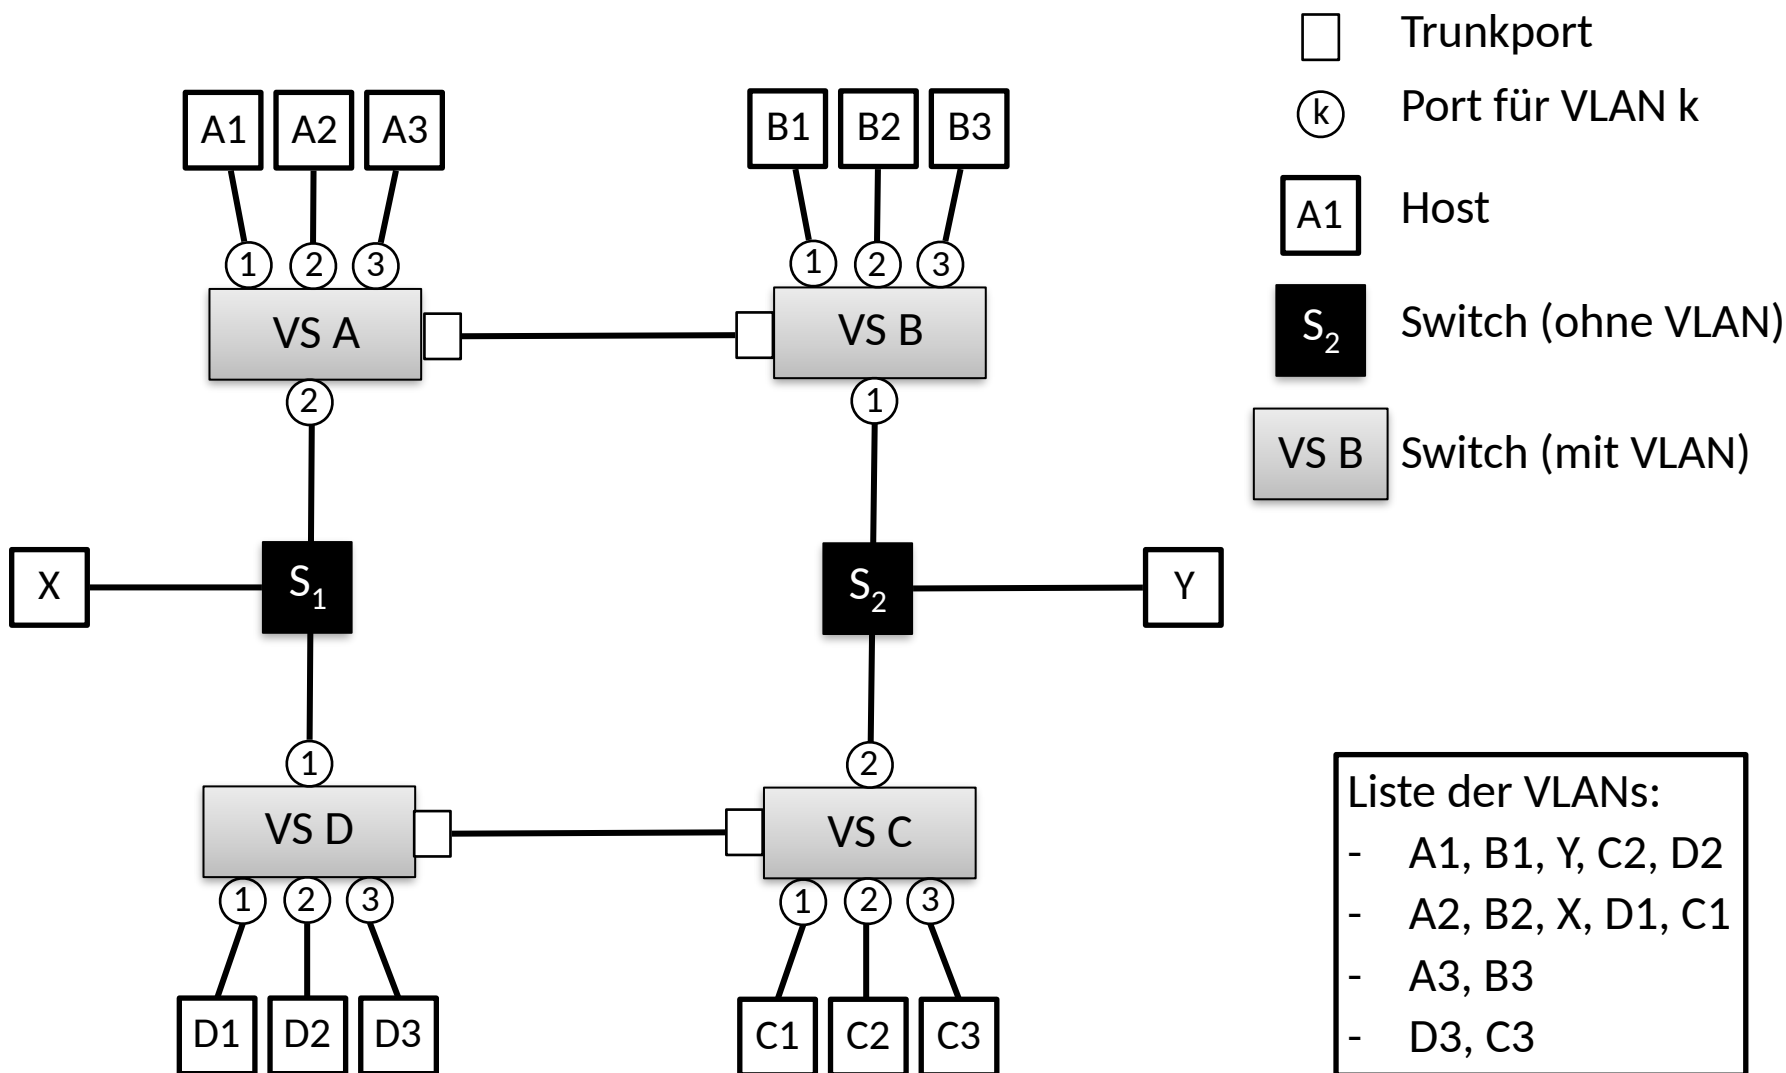 Trunkport
k Port für VLAN k
A1 Host
S2 Switch (ohne VLAN)
VS B Switch (mit VLAN)
A1 A2 A3 B1 B2 B3
1 2 3 1 2 3
VS A VS B
2 1
X S1 S2 Y
1 2
VS D VS C
1 2 3 1 2 3
D1 D2 D3 C1 C2 C3
Liste der VLANs:
- A1, B1, Y, C2, D2
- A2, B2, X, D1, C1
- A3, B3
- D3, C3